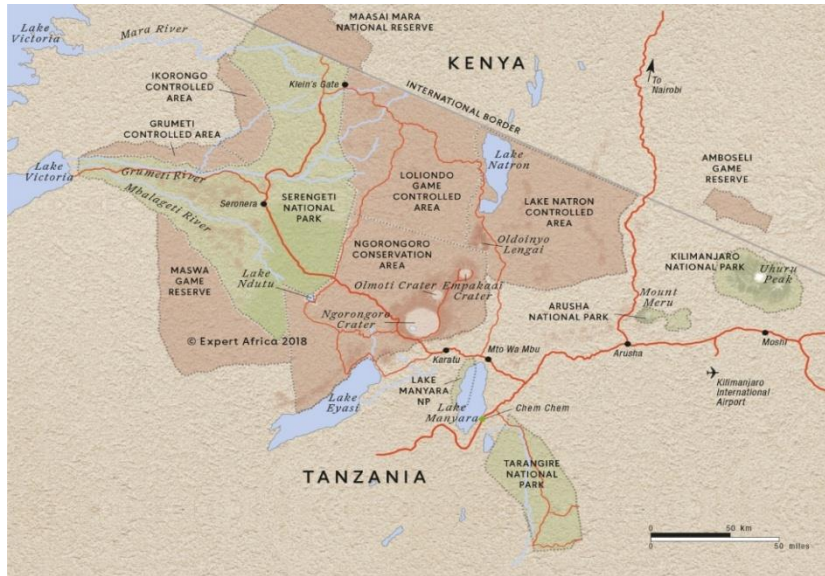 MAASAI MARA
NATIONAL RESERVE
Lake
Victoria
Mara River
KENYA
IKORONGO
CONTROLLED
AREA
Klein's Gate
To
Nairobi
INTERNATIONAL BORDER
GRUMETI
CONTROLLED AREA
Lake
Victoria
Grumeti River
Mbalageti River
Seronera
SERENGETI
NATIONAL
PARK
LOLIONDO
GAME
CONTROLLED
AREA
Lake
Natron
LAKE NATRON
CONTROLLED
AREA
AMBOSELI
GAME
RESERVE
NGORONGORO
CONSERVATION
AREA
Oldoinyo
Lengai
MASWA
GAME
RESERVE
Lake
Ndutu
Olmoti Crater
Empakaai
Crater
KILIMANJARO
NATIONAL PARK
Uhuru
Peak
Mount
Meru
ARUSHA
NATIONAL PARK
Ngorongoro
Crater
© Expert Africa 2018
Karatu
Mto Wa Mbu
Arusha
Moshi
Kilimanjaro
International
Airport
LAKE
MANYARA
NP
Lake
Manyara
Lake
Eyasi
Chem Chem
TANZANIA
TARANGIRE
NATIONAL
PARK
0
50 km
0
50 miles